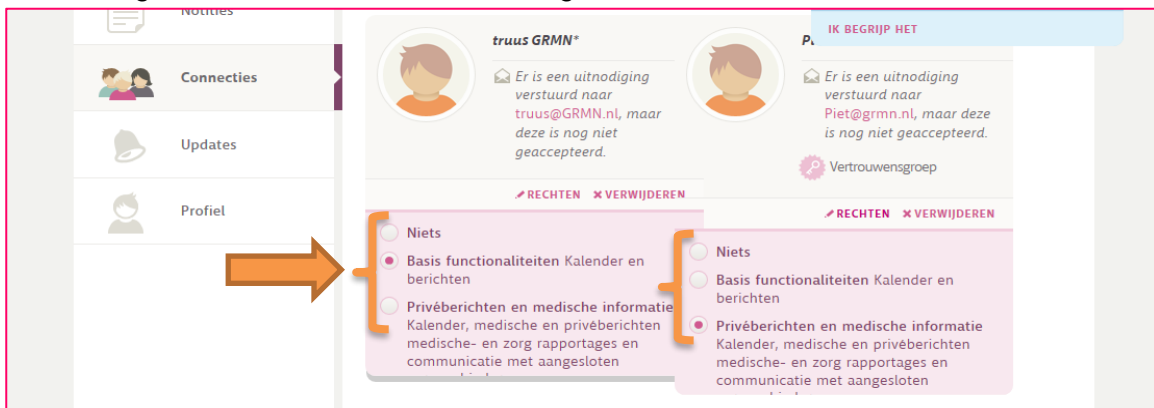 Notities
Connecties
Updates
Profiel
truus GRMN*
Er is een uitnodiging
verstuurd naar
truus@GRMN.nl, maar
deze is nog niet
geaccepteerd.
RECHTEN VERWIJDEREN
Niets
Basis functionaliteiten Kalender en
berichten
Privéberichten en medische informatie
Kalender, medische en privéberichten
medische- en zorg rapportages en
communicatie met aangesloten
IK BEGRIJP HET
Er is een uitnodiging
verstuurd naar
Piet@grmn.nl, maar deze
is nog niet geaccepteerd.
Vertrouwensgroep
RECHTEN VERWIJDEREN
Niets
Basis functionaliteiten Kalender en
berichten
Privéberichten en medische informatie
Kalender, medische en privéberichten
medische- en zorg rapportages en
communicatie met aangesloten